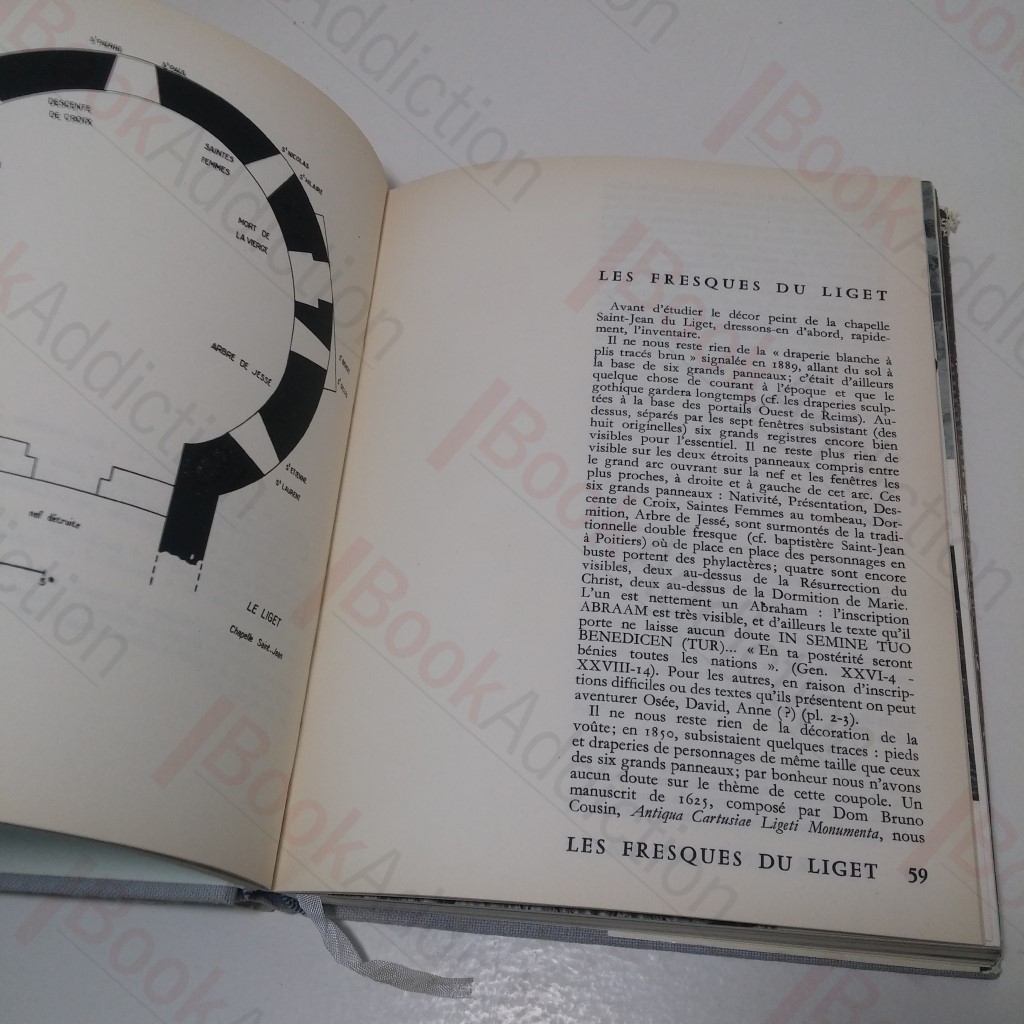 St PIERRE
St PAUL
DESCENTE
DE CROIX
SAINTES
FEMMES
St NICOLAS
St HILAIRE
MORT DE
LA VIERGE
ARBRE DE JESSÉ
St ETIENNE
St LAURENT
nef détruite
LE LIGET
Chapelle Saint-Jean
LES FRESQUES DU LIGET
Avant d'étudier le décor peint de la chapelle
Saint-Jean du Liget, dressons-en d'abord, rapide-
ment, l'inventaire.
Il ne nous reste rien de la « draperie blanche à
plis tracés brun » signalée en 1889, allant du sol à
la base de six grands panneaux; c'était d'ailleurs
quelque chose de courant à l'époque et que le
gothique gardera longtemps (cf. les draperies sculp-
tées à la base des portails Ouest de Reims). Au-
dessus, séparés par les sept fenêtres subsistant (des
huit originelles) six grands registres encore bien
visibles pour l'essentiel. Il ne reste plus rien de
visible sur les deux étroits panneaux compris entre
le grand arc ouvrant sur la nef et les fenêtres les
plus proches, à droite et à gauche de cet arc. Ces
six grands panneaux : Nativité, Présentation, Des-
cente de Croix, Saintes Femmes au tombeau, Dor-
mition, Arbre de Jessé, sont surmontés de la tradi-
tionnelle double fresque (cf. baptistère Saint-Jean
à Poitiers) où de place en place des personnages en
buste portent des phylactères; quatre sont encore
visibles, deux au-dessus de la Résurrection du
Christ, deux au-dessus de la Dormition de Marie.
L'un est nettement un Abraham : l'inscription
ABRAAM est très visible, et d'ailleurs le texte qu'il
porte ne laisse aucun doute IN SEMINE TUO
BENEDICEN (TUR)... « En ta postérité seront
bénies toutes les nations ». (Gen. XXVI-4 -
XXVIII-14). Pour les autres, en raison d'inscrip-
tions difficiles ou des textes qu'ils présentent on peut
aventurer Osée, David, Anne (?) (pl. 2-3).
Il ne nous reste rien de la décoration de la
voûte; en 1850, subsistaient quelques traces : pieds
et draperies de personnages de même taille que ceux
des six grands panneaux; par bonheur nous n'avons
aucun doute sur le thème de cette coupole. Un
manuscrit de 1625, composé par Dom Bruno
Cousin, Antiqua Cartusiae Ligeti Monumenta, nous
LES FRESQUES DU LIGET 59
BookAddiction